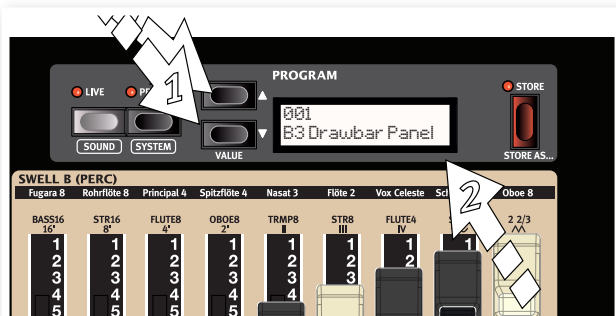 PROGRAM
LIVE
STORE
1
001
B3 Drawbar Panel
SOUND
SYSTEM
VALUE
STORE AS...
SWELL B (PERC)
Fugara 8 Rohrflöte 8 Principal 4 Spitzflöte 4 Nasat 3 Flöte 2 Vox Celeste Oboe 8
2
BASS16 STR16 FLUTE8 OBOE8 TRMP8 STR8 FLUTE4 2 2/3
16' 8' 4' 2' II III IV
1 1 1 1 1 1 1 1
2 2 2 2 2 2 2 2
3 3 3 3 3 3 3
4 4 4 4 4
5 5 5 5